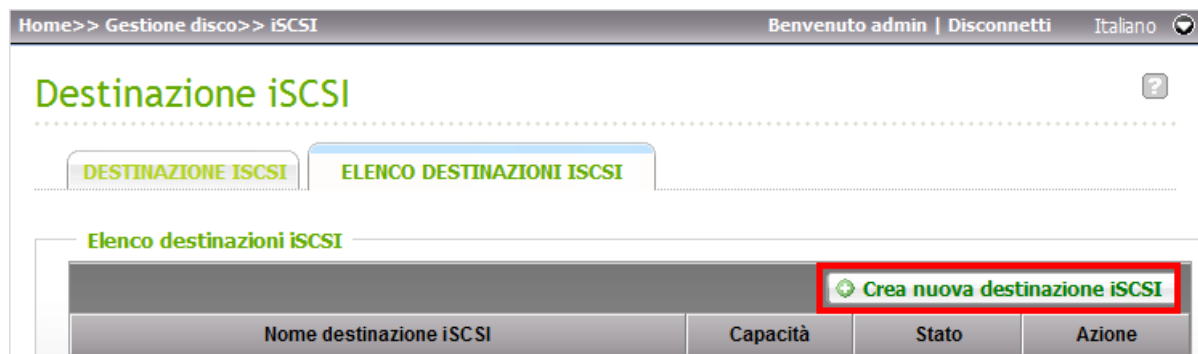 Home>> Gestione disco>> iSCSI Benvenuto admin | Disconnetti Italiano
Destinazione iSCSI ?
DESTINAZIONE ISCSI ELENCO DESTINAZIONI ISCSI
Elenco destinazioni iSCSI
Crea nuova destinazione iSCSI
Nome destinazione iSCSI Capacità Stato Azione